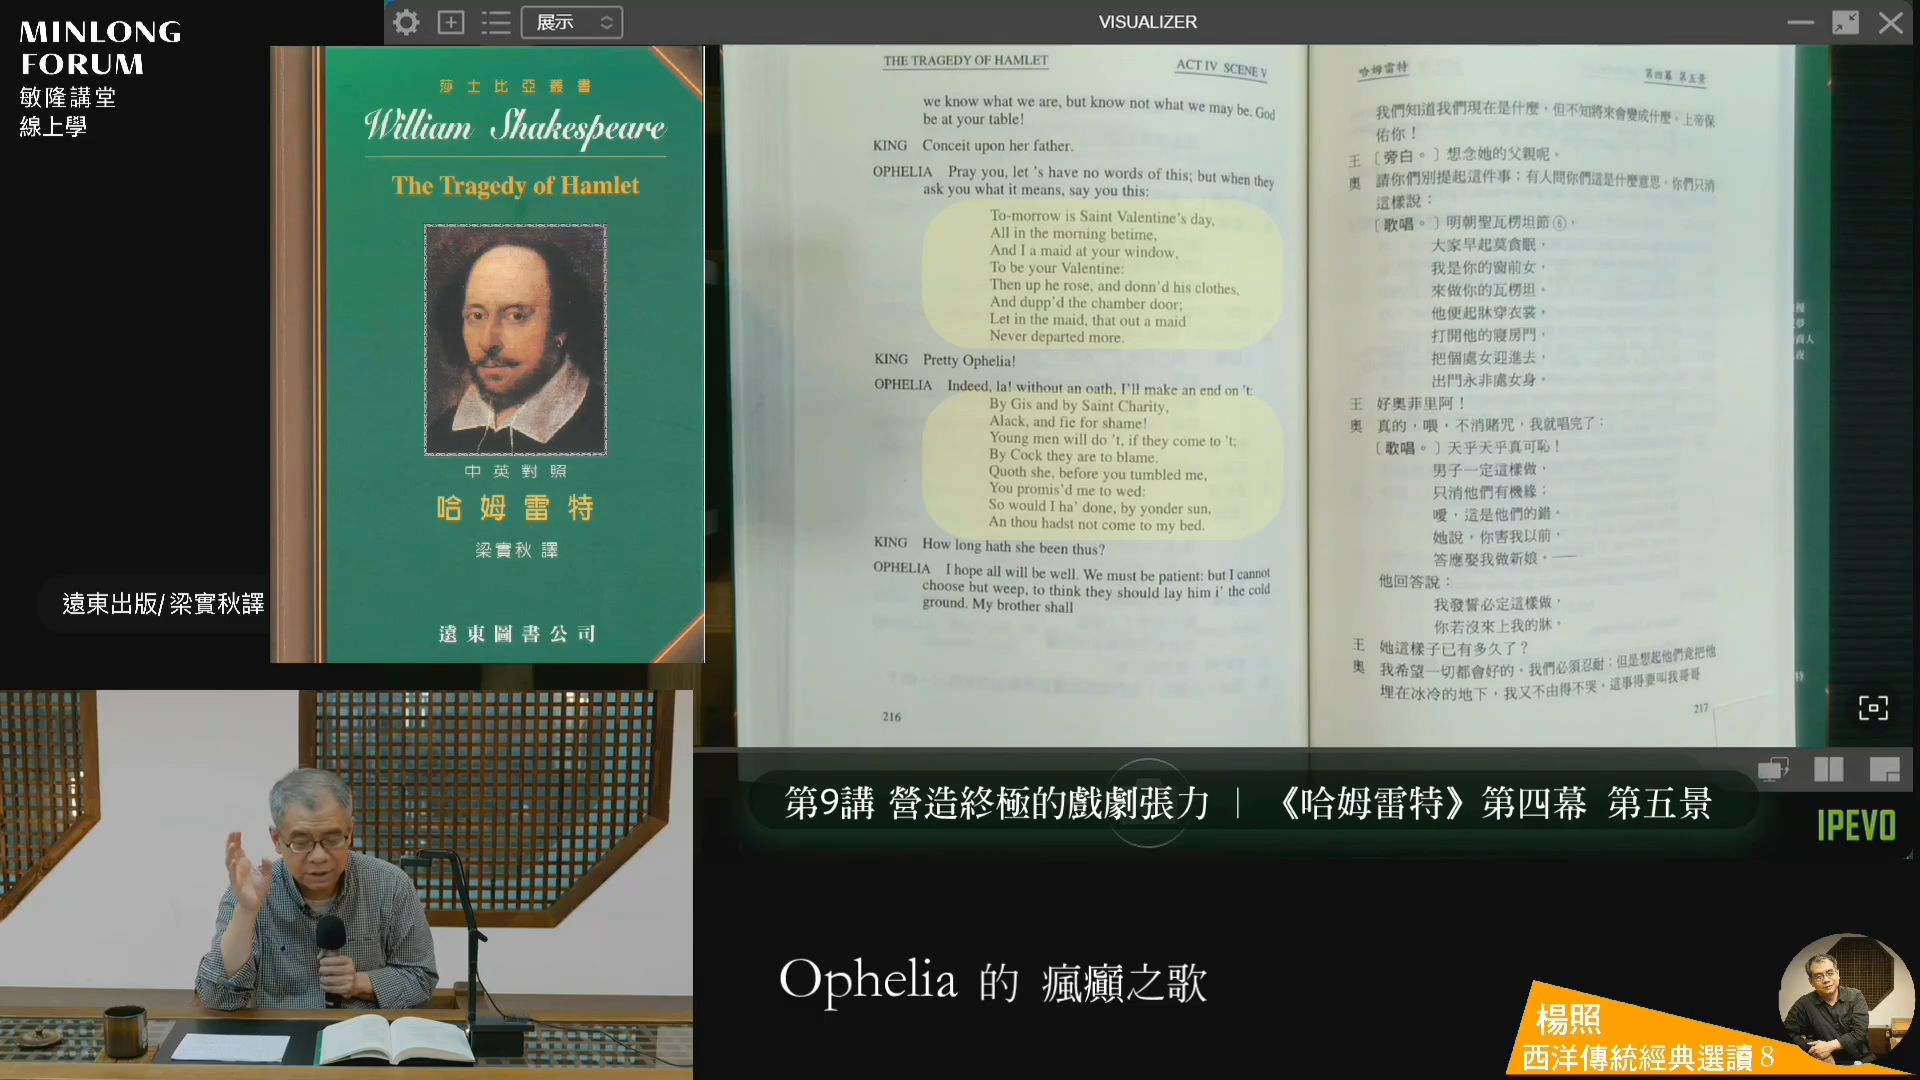 MINLONG
FORUM
敏隆講堂
線上學
展示
VISUALIZER
莎士比亞叢書
William Shakespeare
The Tragedy of Hamlet
中英對照
哈姆雷特
梁實秋 譯
遠東圖書公司
遠東出版/梁實秋譯
THE TRAGEDY OF HAMLET
ACT IV SCENE V
we know what we are, but know not what we may be. God
be at your table!
KING Conceit upon her father.
OPHELIA Pray you, let 's have no words of this; but when they
ask you what it means, say you this:
To-morrow is Saint Valentine's day,
All in the morning betime,
And I a maid at your window,
To be your Valentine:
Then up he rose, and donn'd his clothes,
And dupp'd the chamber door;
Let in the maid, that out a maid
Never departed more.
KING Pretty Ophelia!
OPHELIA Indeed, la! without an oath, I'll make an end on 't:
By Gis and by Saint Charity,
Alack, and fie for shame!
Young men will do 't, if they come to 't;
By Cock they are to blame.
Quoth she, before you tumbled me,
You promis'd me to wed:
So would I ha' done, by yonder sun,
An thou hadst not come to my bed.
KING How long hath she been thus?
OPHELIA I hope all will be well. We must be patient: but I cannot
choose but weep, to think they should lay him i' the cold
ground. My brother shall
216
哈姆雷特
第四幕 第五景
我們知道我們現在是什麼，但不知將來會變成什麼。上帝保
佑你！
王 〔旁白。〕想念她的父親呢。
奧 請你們別提起這件事；有人問你們這是什麼意思，你們只消
這樣說：
〔歌唱。〕明朝聖瓦楞坦節⑥，
大家早起莫貪眠，
我是你的窗前女，
來做你的瓦楞坦。
他便起牀穿衣裳，
打開他的寢房門，
把個處女迎進去，
出門永非處女身。
王 好奧菲里阿！
奧 真的，喂，不消賭咒，我就唱完了：
〔歌唱。〕天乎天乎真可恥！
男子一定這樣做，
只消他們有機緣；
噯，這是他們的錯。
她說，你害我以前，
答應娶我做新娘。——
他回答說：
我發誓必定這樣做，
你若沒來上我的牀。
王 她這樣子已有多久了？
奧 我希望一切都會好的。我們必須忍耐；但是想起他們竟把他
埋在冰冷的地下，我又不由得不哭。這事得要叫我哥哥
217
第9講 營造終極的戲劇張力 | 《哈姆雷特》第四幕 第五景
IPEVO
Ophelia 的 瘋癲之歌
楊照
西洋傳統經典選讀 8